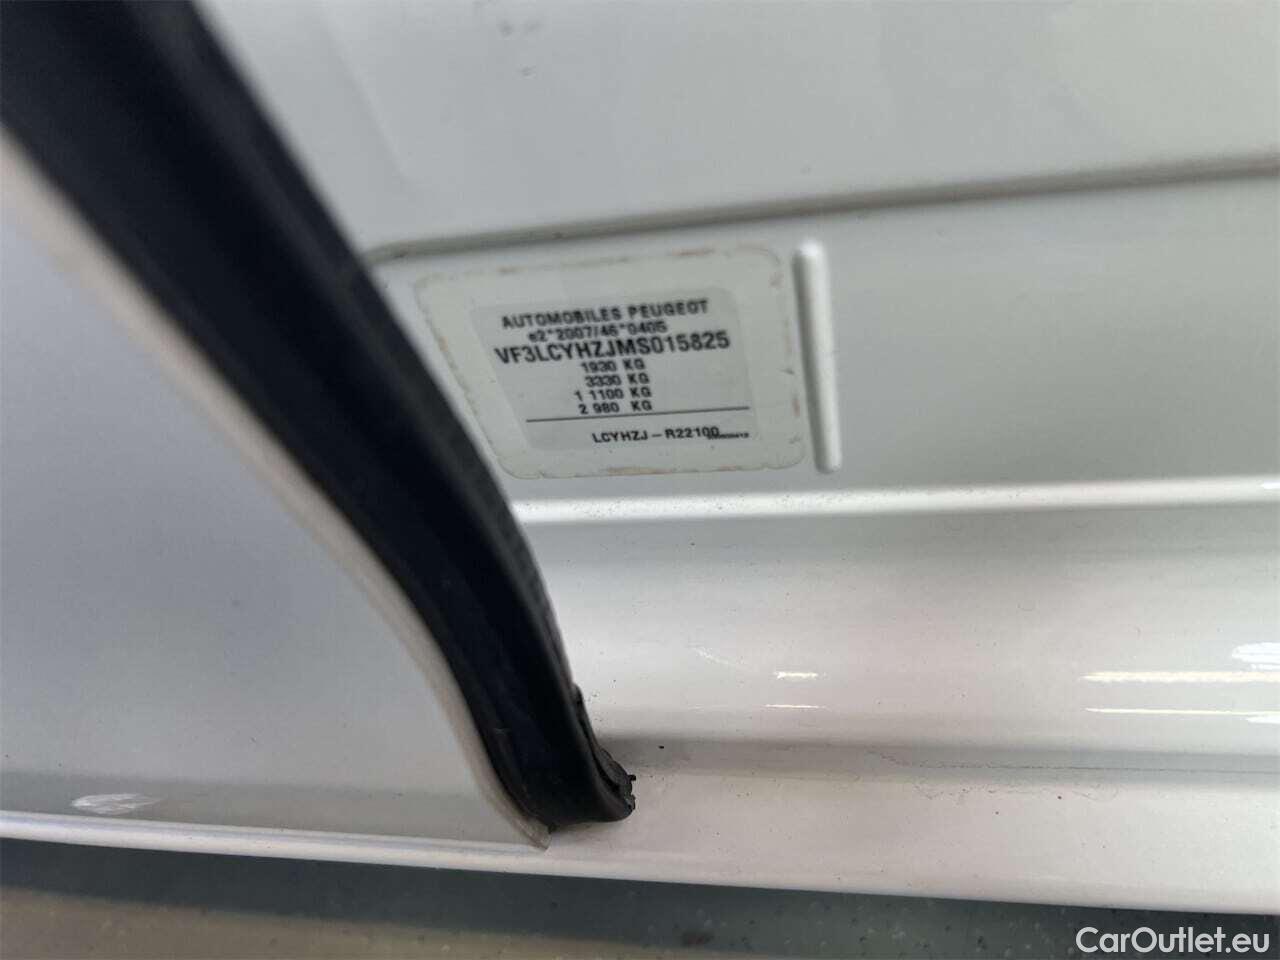 AUTOMOBILES PEUGEOT
e2*2007/46*0405
VF3LCYHZJMS015825
1930 KG
3330 KG
1 1100 KG
2 980 KG
LCYHZJ - R22100
CarOutlet.eu